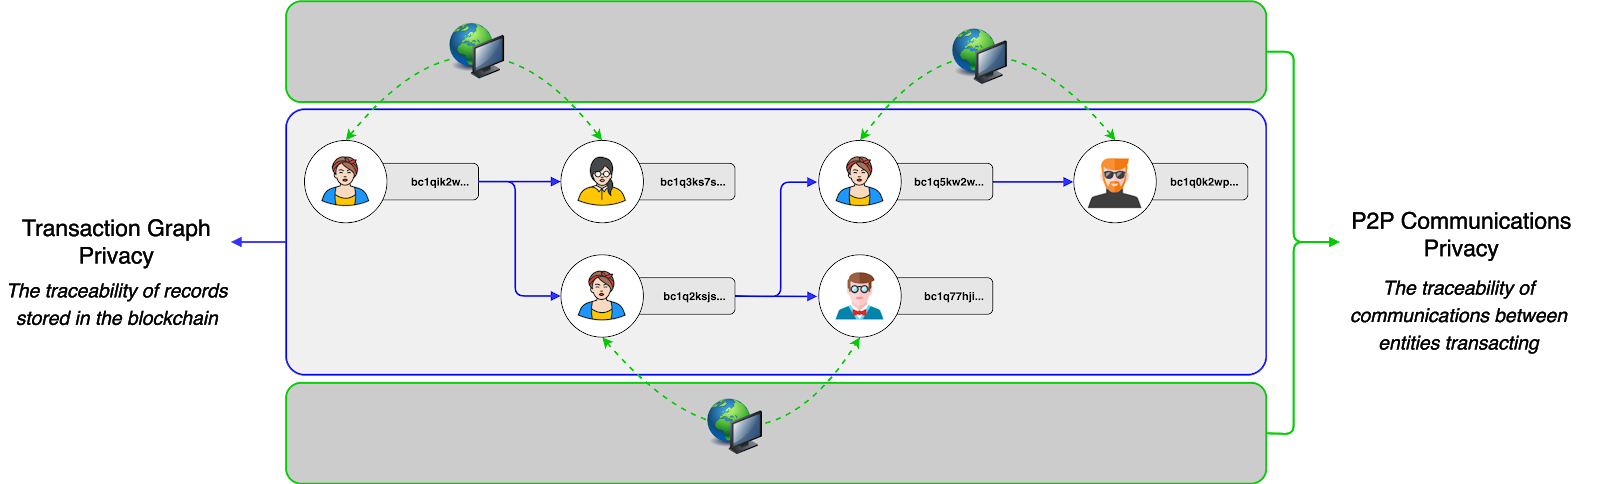 Transaction Graph
Privacy
The traceability of records
stored in the blockchain
bc1qik2w...
bc1q3ks7s...
bc1q5kw2w...
bc1q0k2wp...
bc1q2ksjs...
bc1q77hji...
P2P Communications
Privacy
The traceability of
communications between
entities transacting